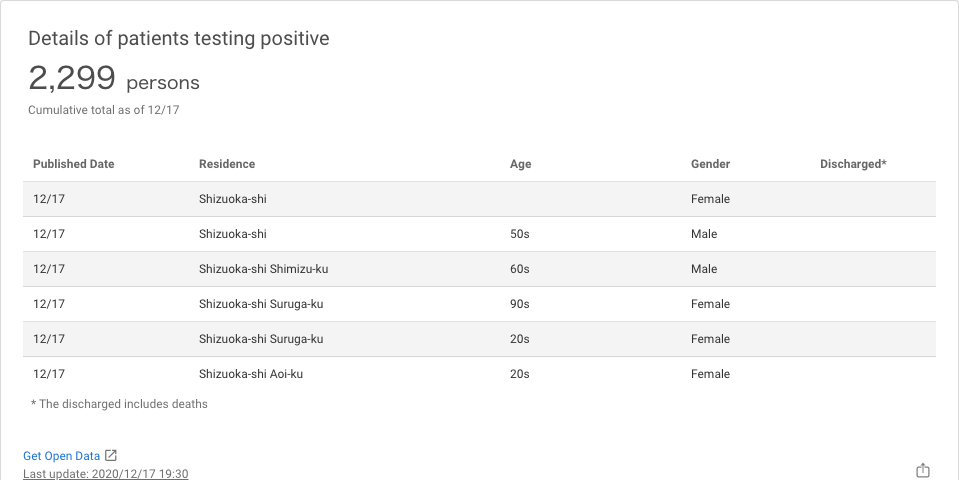 Details of patients testing positive
2,299 persons
Cumulative total as of 12/17
Published Date Residence Age Gender Discharged*
12/17 Shizuoka-shi Female
12/17 Shizuoka-shi 50s Male
12/17 Shizuoka-shi Shimizu-ku 60s Male
12/17 Shizuoka-shi Suruga-ku 90s Female
12/17 Shizuoka-shi Suruga-ku 20s Female
12/17 Shizuoka-shi Aoi-ku 20s Female
* The discharged includes deaths
Get Open Data
Last update: 2020/12/17 19:30